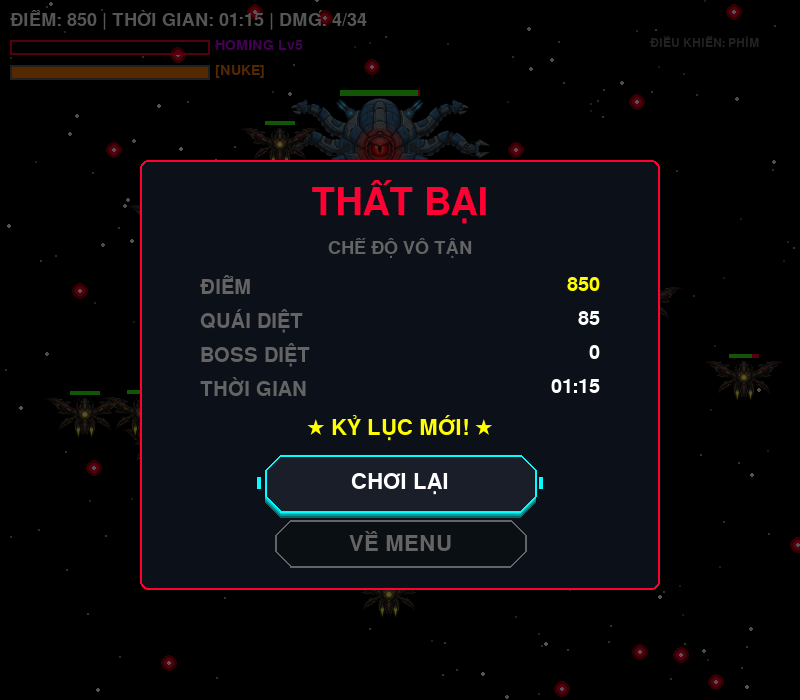 ĐIỂM: 850 | THỜI GIAN: 01:15 | DMG: 4/34
HOMING Lv5
ĐIỀU KHIỂN: PHÍM
[NUKE]
THẤT BẠI
CHẾ ĐỘ VÔ TẬN
ĐIỂM 850
QUÁI DIỆT 85
BOSS DIỆT 0
THỜI GIAN 01:15
★ KỶ LỤC MỚI! ★
CHƠI LẠI
VỀ MENU